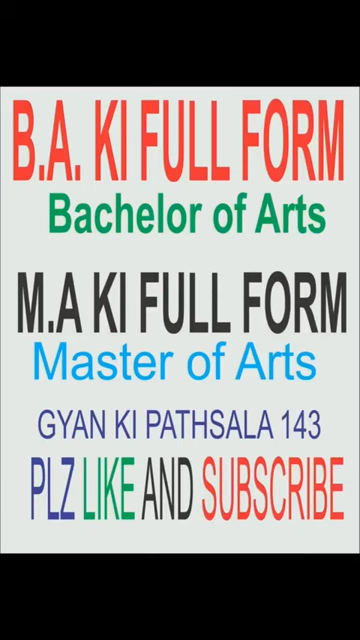 B.A. KI FULL FORM
Bachelor of Arts
M.A KI FULL FORM
Master of Arts
GYAN KI PATHSALA 143
PLZ LIKE AND SUBSCRIBE